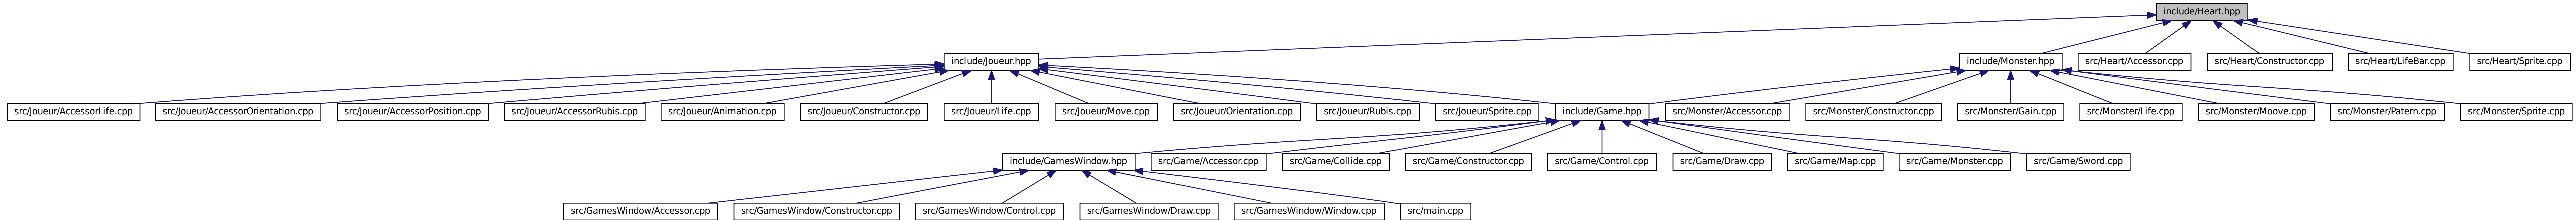 include/Heart.hpp
include/Joueur.hpp
include/Monster.hpp
src/Heart/Accessor.cpp
src/Heart/Constructor.cpp
src/Heart/LifeBar.cpp
src/Heart/Sprite.cpp
src/Joueur/AccessorLife.cpp
src/Joueur/AccessorOrientation.cpp
src/Joueur/AccessorPosition.cpp
src/Joueur/AccessorRubis.cpp
src/Joueur/Animation.cpp
src/Joueur/Constructor.cpp
src/Joueur/Life.cpp
src/Joueur/Move.cpp
src/Joueur/Orientation.cpp
src/Joueur/Rubis.cpp
src/Joueur/Sprite.cpp
include/Game.hpp
src/Monster/Accessor.cpp
src/Monster/Constructor.cpp
src/Monster/Gain.cpp
src/Monster/Life.cpp
src/Monster/Moove.cpp
src/Monster/Patern.cpp
src/Monster/Sprite.cpp
include/GamesWindow.hpp
src/Game/Accessor.cpp
src/Game/Collide.cpp
src/Game/Constructor.cpp
src/Game/Control.cpp
src/Game/Draw.cpp
src/Game/Map.cpp
src/Game/Monster.cpp
src/Game/Sword.cpp
src/GamesWindow/Accessor.cpp
src/GamesWindow/Constructor.cpp
src/GamesWindow/Control.cpp
src/GamesWindow/Draw.cpp
src/GamesWindow/Window.cpp
src/main.cpp